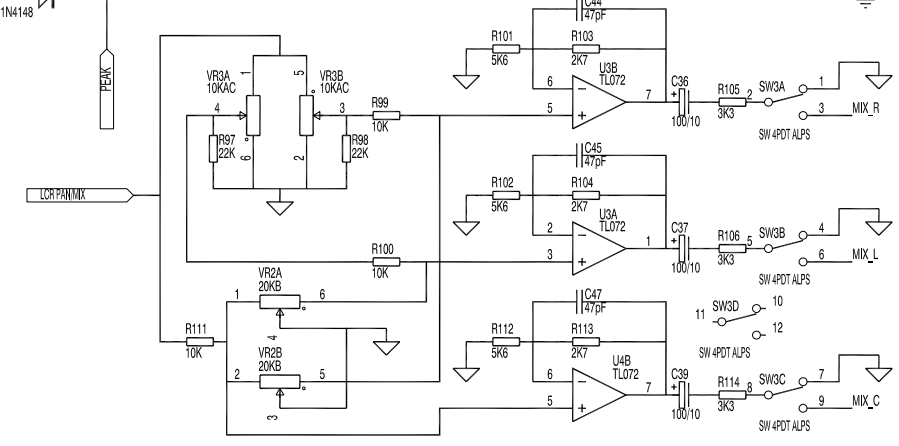 1N4148
PEAK
LCR PAN/MIX
C44
47pF
R101
5K6
R103
2K7
U3B
TL072
6
5
7
C36
+
100/10
R105
3K3
2
SW3A
1
3
MIX_R
SW 4PDT ALPS
VR3A
10KAC
VR3B
10KAC
1
5
4
3
6
2
R97
22K
R98
22K
R99
10K
C45
47pF
R102
5K6
R104
2K7
U3A
TL072
2
3
1
C37
+
100/10
R106
3K3
5
SW3B
4
6
MIX_L
SW 4PDT ALPS
R100
10K
VR2A
20KB
1
6
4
R111
10K
VR2B
20KB
2
5
3
C47
47pF
R112
5K6
R113
2K7
U4B
TL072
6
5
7
C39
+
100/10
R114
3K3
8
SW3C
7
9
MIX_C
SW 4PDT ALPS
11
SW3D
10
12
SW 4PDT ALPS